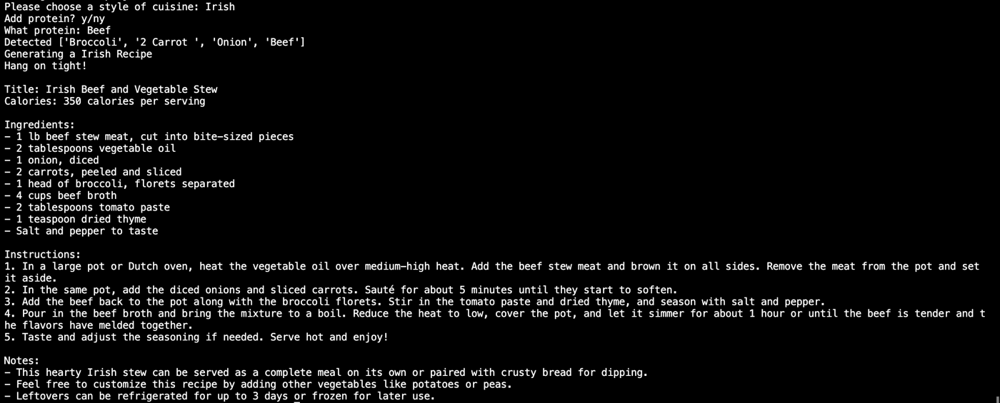 Please choose a style of cuisine: Irish
Add protein? y/ny
What protein: Beef
Detected ['Broccoli', '2 Carrot ', 'Onion', 'Beef']
Generating a Irish Recipe
Hang on tight!

Title: Irish Beef and Vegetable Stew
Calories: 350 calories per serving

Ingredients:
- 1 lb beef stew meat, cut into bite-sized pieces
- 2 tablespoons vegetable oil
- 1 onion, diced
- 2 carrots, peeled and sliced
- 1 head of broccoli, florets separated
- 4 cups beef broth
- 2 tablespoons tomato paste
- 1 teaspoon dried thyme
- Salt and pepper to taste

Instructions:
1. In a large pot or Dutch oven, heat the vegetable oil over medium-high heat. Add the beef stew meat and brown it on all sides. Remove the meat from the pot and set
it aside.
2. In the same pot, add the diced onions and sliced carrots. Sauté for about 5 minutes until they start to soften.
3. Add the beef back to the pot along with the broccoli florets. Stir in the tomato paste and dried thyme, and season with salt and pepper.
4. Pour in the beef broth and bring the mixture to a boil. Reduce the heat to low, cover the pot, and let it simmer for about 1 hour or until the beef is tender and t
he flavors have melded together.
5. Taste and adjust the seasoning if needed. Serve hot and enjoy!

Notes:
- This hearty Irish stew can be served as a complete meal on its own or paired with crusty bread for dipping.
- Feel free to customize this recipe by adding other vegetables like potatoes or peas.
- Leftovers can be refrigerated for up to 3 days or frozen for later use.